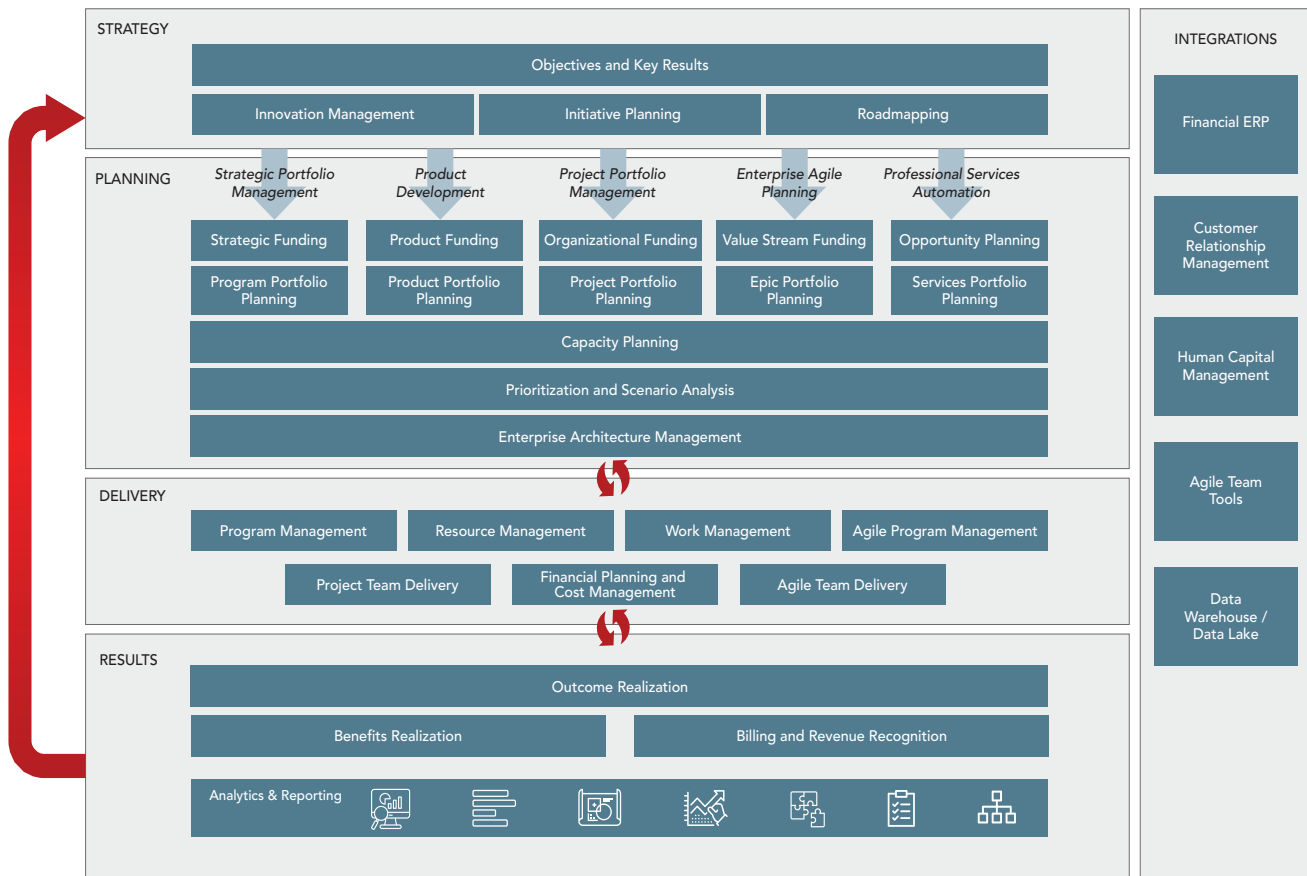 STRATEGY
Objectives and Key Results
Innovation Management
Initiative Planning
Roadmapping
PLANNING
Strategic Portfolio
Management
Product
Development
Project Portfolio
Management
Enterprise Agile
Planning
Professional Services
Automation
Strategic Funding
Product Funding
Organizational Funding
Value Stream Funding
Opportunity Planning
Program Portfolio
Planning
Product Portfolio
Planning
Project Portfolio
Planning
Epic Portfolio
Planning
Services Portfolio
Planning
Capacity Planning
Prioritization and Scenario Analysis
Enterprise Architecture Management
DELIVERY
Program Management
Resource Management
Work Management
Agile Program Management
Project Team Delivery
Financial Planning and
Cost Management
Agile Team Delivery
RESULTS
Outcome Realization
Benefits Realization
Billing and Revenue Recognition
Analytics & Reporting
INTEGRATIONS
Financial ERP
Customer
Relationship
Management
Human Capital
Management
Agile Team
Tools
Data
Warehouse /
Data Lake